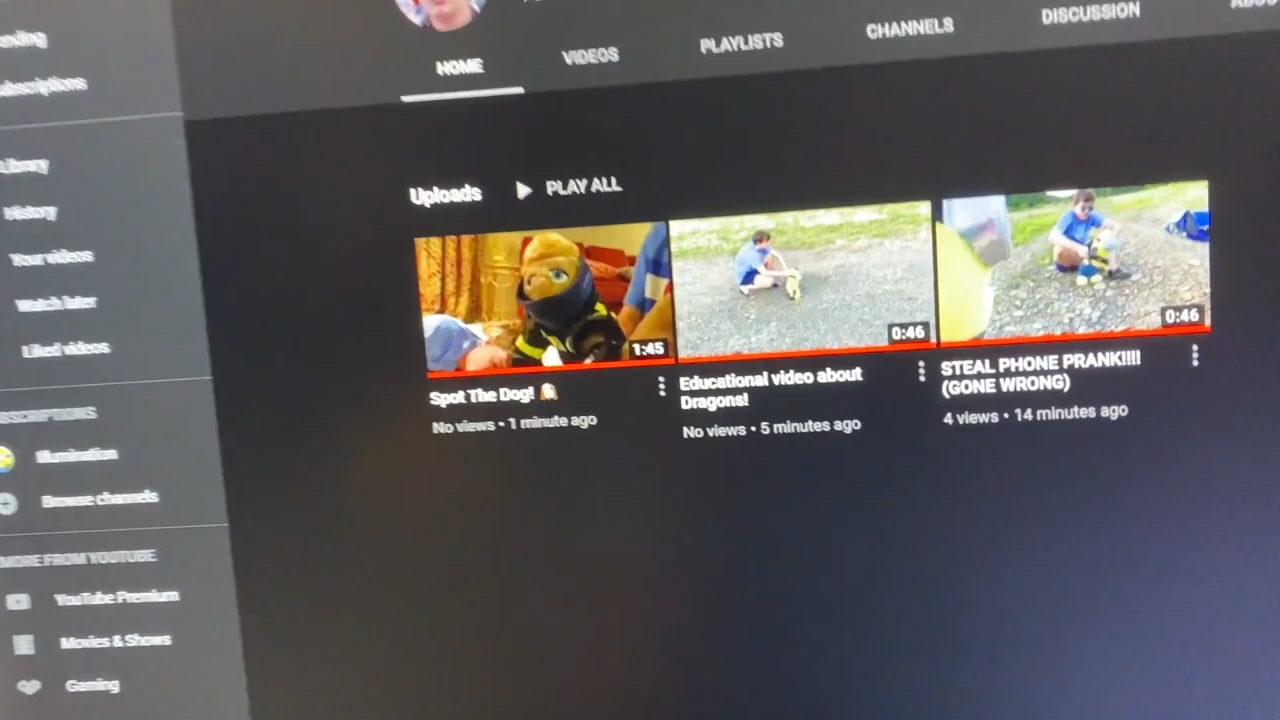 HOME
VIDEOS
PLAYLISTS
CHANNELS
DISCUSSION
Library
History
Your videos
Watch later
Liked videos
Illumination
Browse channels
MORE FROM YOUTUBE
YouTube Premium
Movies & Shows
Gaming
Uploads
PLAY ALL
1:45
Spot The Dog!
No views • 1 minute ago
0:46
Educational video about
Dragons!
No views • 5 minutes ago
0:46
STEAL PHONE PRANK!!!!
(GONE WRONG)
4 views • 14 minutes ago